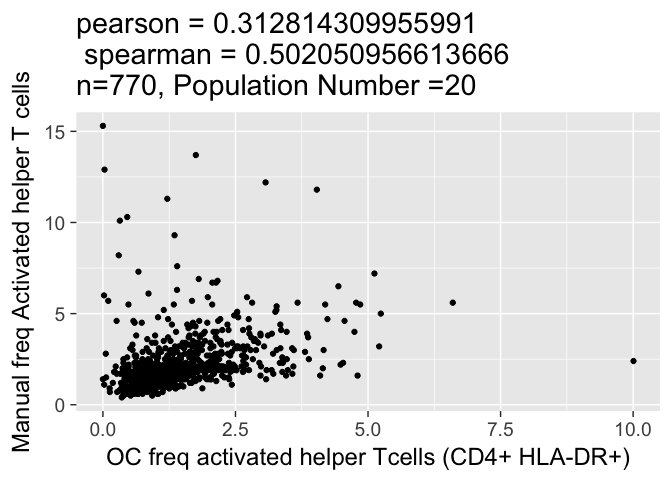 pearson = 0.312814309955991
spearman = 0.502050956613666
n=770, Population Number =20
Manual freq Activated helper T cells
15
10
5
0
0.0
2.5
5.0
7.5
10.0
OC freq activated helper Tcells (CD4+ HLA-DR+)